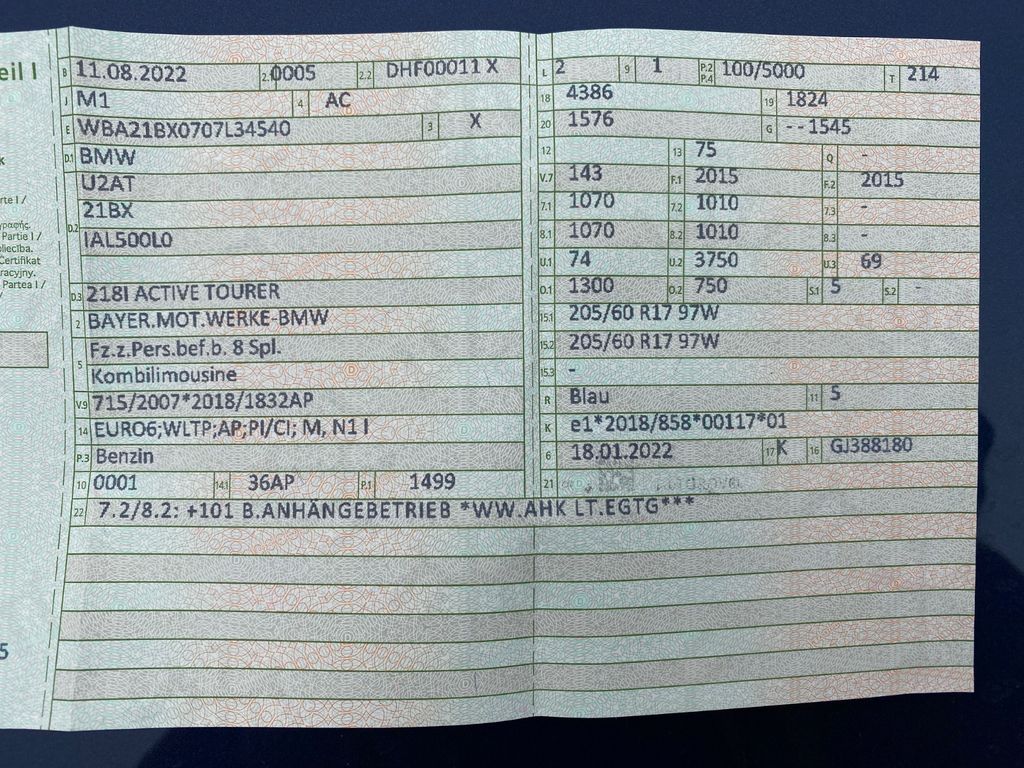 eil I
B 11.08.2022 2.1 0005 2.2 DHF00011 X
J M1 4 AC
E WBA21BX0707L34540 3 X
D.1 BMW
U2AT
21BX
D.2 IAL500L0
D.3 218I ACTIVE TOURER
2 BAYER.MOT.WERKE-BMW
5 Fz.z.Pers.bef.b. 8 Spl.
Kombilimousine
V.9 715/2007*2018/1832AP
14 EURO6;WLTP;AP;PI/CI; M, N1 I
P.3 Benzin
10 0001 14.1 36AP P.1 1499
L 2 9 1 P.2 P.4 100/5000 T 214
18 4386 19 1824
20 1576 G --1545
12 13 75 Q -
V.7 143 F.1 2015 F.2 2015
7.1 1070 7.2 1010 7.3 -
8.1 1070 8.2 1010 8.3 -
U.1 74 U.2 3750 U.3 69
O.1 1300 O.2 750 S.1 5 S.2 -
15.1 205/60 R17 97W
15.2 205/60 R17 97W
15.3 -
R Blau 11 5
K e1*2018/858*00117*01
6 18.01.2022 17 K 16 GJ388180
21
22 7.2/8.2: +101 B.ANHÄNGEBETRIEB *WW.AHK LT.EGTG***
k
rte I /
γραφής.
Partie I /
pliecība.
Certifikat
racyjny.
Partea I /
5